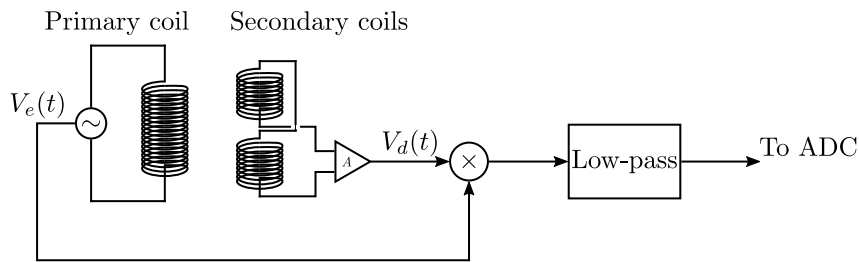 Primary coil
Secondary coils
V_e(t)
~
A
V_d(t)
×
Low-pass
To ADC